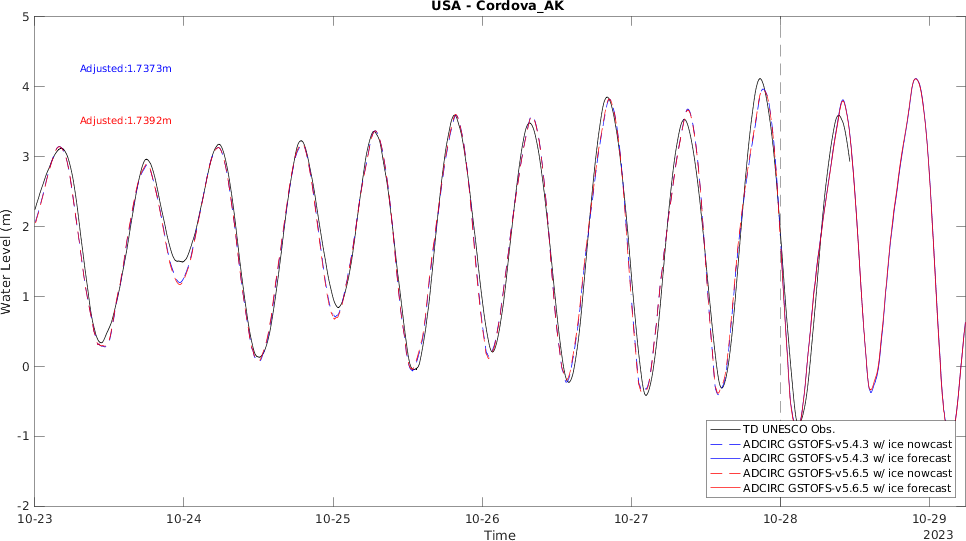 USA - Cordova_AK
5
4
3
2
1
0
-1
-2
Water Level (m)
Adjusted:1.7373m
Adjusted:1.7392m
TD UNESCO Obs.
ADCIRC GSTOFS-v5.4.3 w/ ice nowcast
ADCIRC GSTOFS-v5.4.3 w/ ice forecast
ADCIRC GSTOFS-v5.6.5 w/ ice nowcast
ADCIRC GSTOFS-v5.6.5 w/ ice forecast
10-23 10-24 10-25 10-26 10-27 10-28 10-29
Time
2023